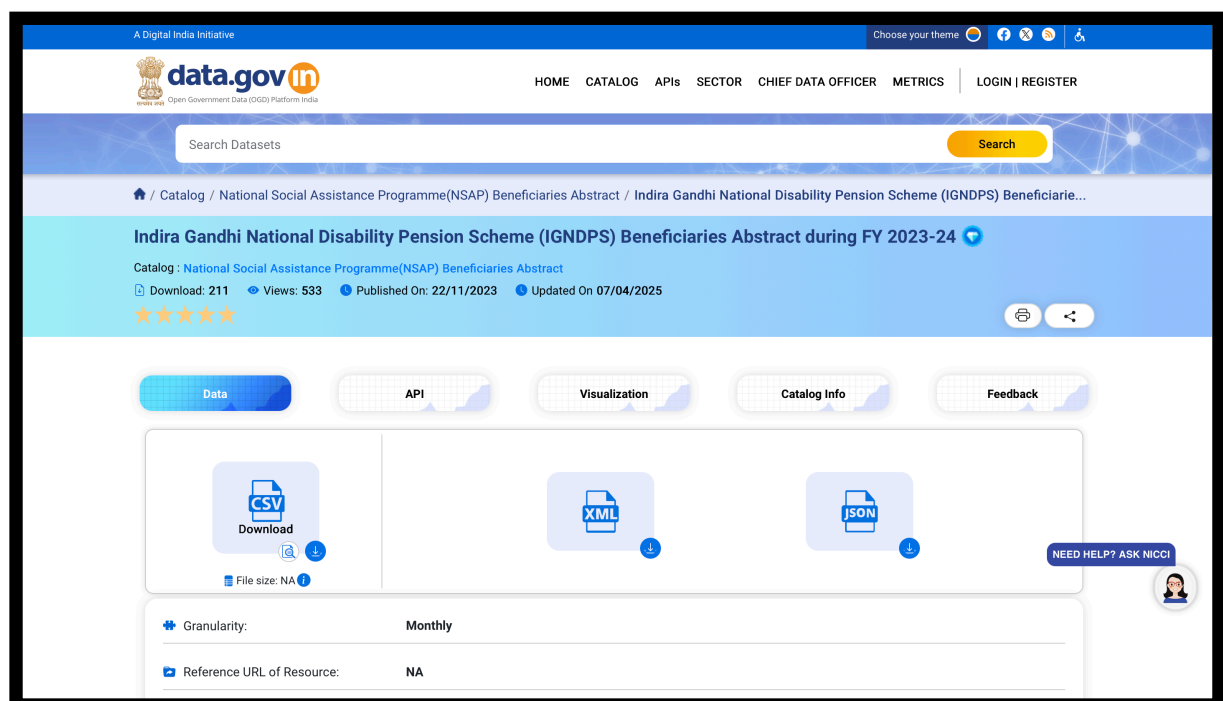 A Digital India Initiative
Choose your theme
data.gov in
Open Government Data (OGD) Platform India
सत्यमेव जयते
HOME CATALOG APIs SECTOR CHIEF DATA OFFICER METRICS LOGIN | REGISTER
Search Datasets
Search
/ Catalog / National Social Assistance Programme(NSAP) Beneficiaries Abstract / Indira Gandhi National Disability Pension Scheme (IGNDPS) Beneficiarie...
Indira Gandhi National Disability Pension Scheme (IGNDPS) Beneficiaries Abstract during FY 2023-24
Catalog : National Social Assistance Programme(NSAP) Beneficiaries Abstract
Download: 211 Views: 533 Published On: 22/11/2023 Updated On 07/04/2025
Data API Visualization Catalog Info Feedback
CSV
Download
XML
JSON
File size: NA
NEED HELP? ASK NICCI
Granularity: Monthly
Reference URL of Resource: NA